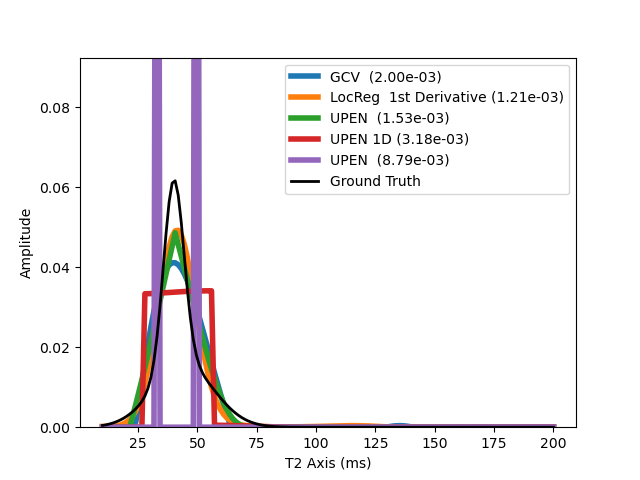 GCV  (2.00e-03)
LocReg  1st Derivative (1.21e-03)
UPEN  (1.53e-03)
UPEN 1D (3.18e-03)
UPEN  (8.79e-03)
Ground Truth
0.08
0.06
0.04
0.02
0.00
Amplitude
25 50 75 100 125 150 175 200
T2 Axis (ms)